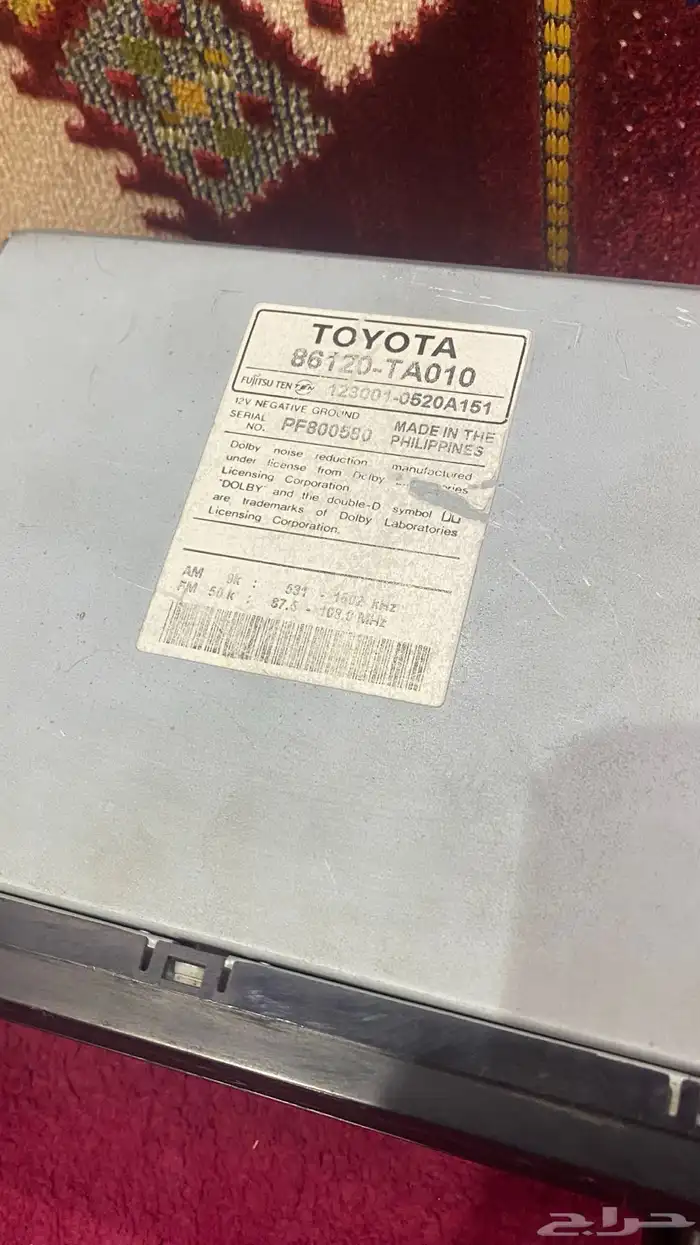 TOYOTA
86120-TA010
FUJITSU TEN TEN 123001-0520A151
12V NEGATIVE GROUND
SERIAL NO. PF800580
MADE IN THE PHILIPPINES
Dolby noise reduction manufactured
under license from Dolby
Licensing Corporation
"DOLBY" and the double-D symbol
are trademarks of Dolby Laboratories
Licensing Corporation.
AM 9k : 531 - 1602 kHz
FM 50k : 87.5 - 108.0 MHz
حراج